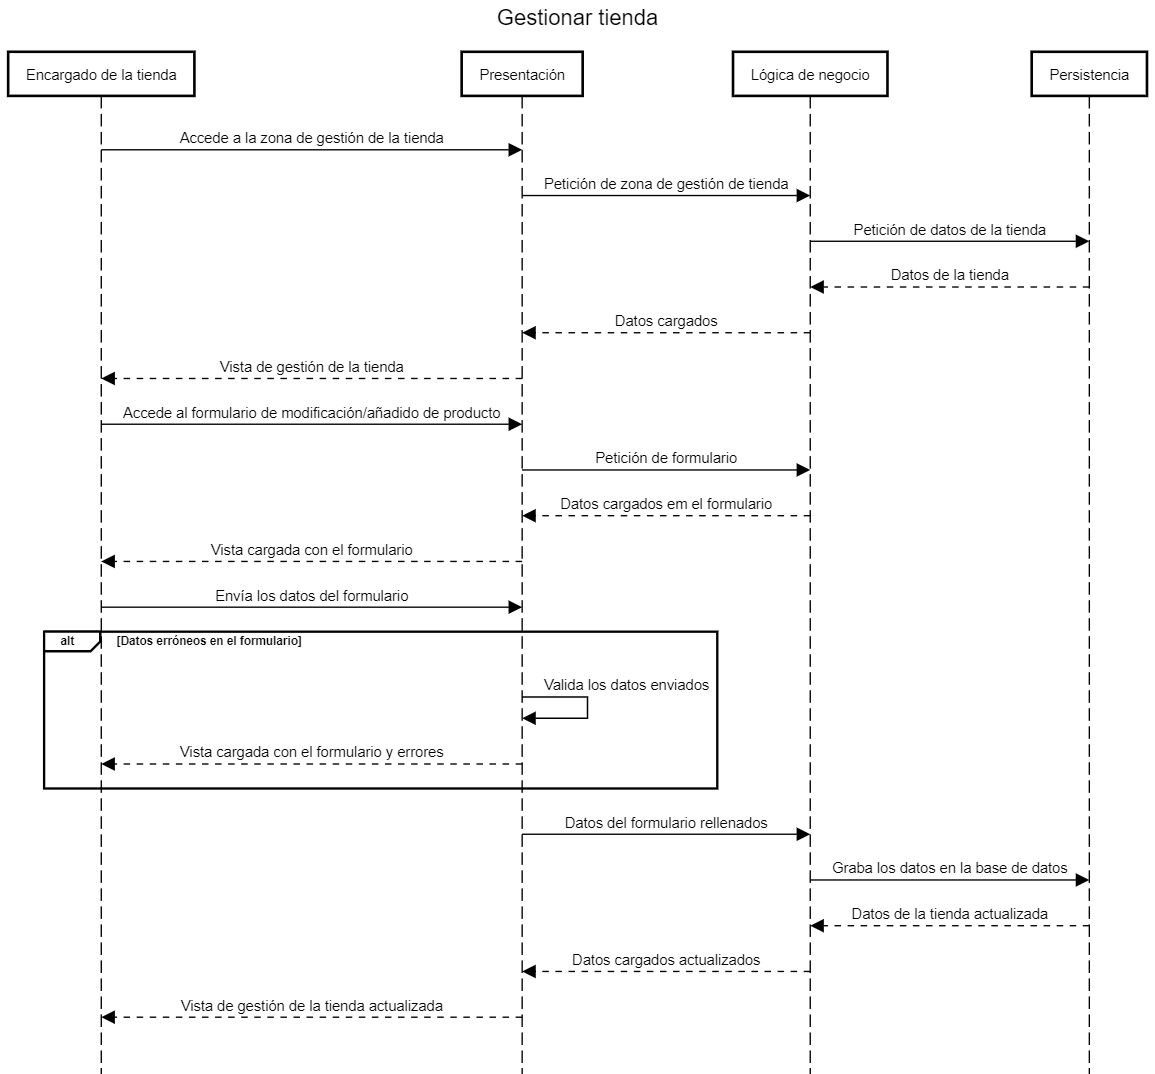 Gestionar tienda
Encargado de la tienda
Presentación
Lógica de negocio
Persistencia
Accede a la zona de gestión de la tienda
Petición de zona de gestión de tienda
Petición de datos de la tienda
Datos de la tienda
Datos cargados
Vista de gestión de la tienda
Accede al formulario de modificación/añadido de producto
Petición de formulario
Datos cargados em el formulario
Vista cargada con el formulario
Envía los datos del formulario
alt
[Datos erróneos en el formulario]
Valida los datos enviados
Vista cargada con el formulario y errores
Datos del formulario rellenados
Graba los datos en la base de datos
Datos de la tienda actualizada
Datos cargados actualizados
Vista de gestión de la tienda actualizada